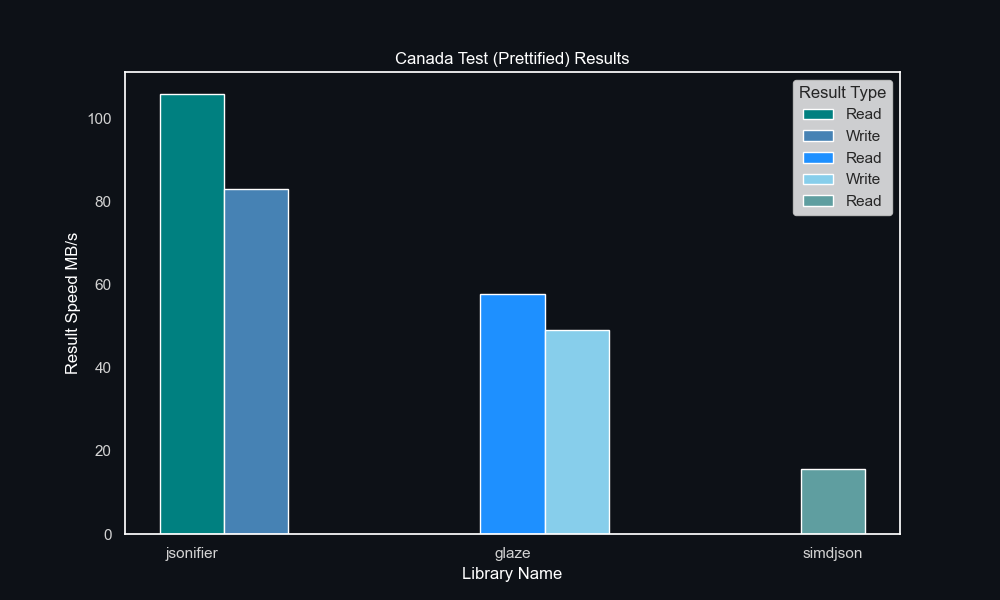 Canada Test (Prettified) Results
Result Type
Read
Write
Read
Write
Read
Result Speed MB/s
100
80
60
40
20
0
jsonifier
glaze
simdjson
Library Name